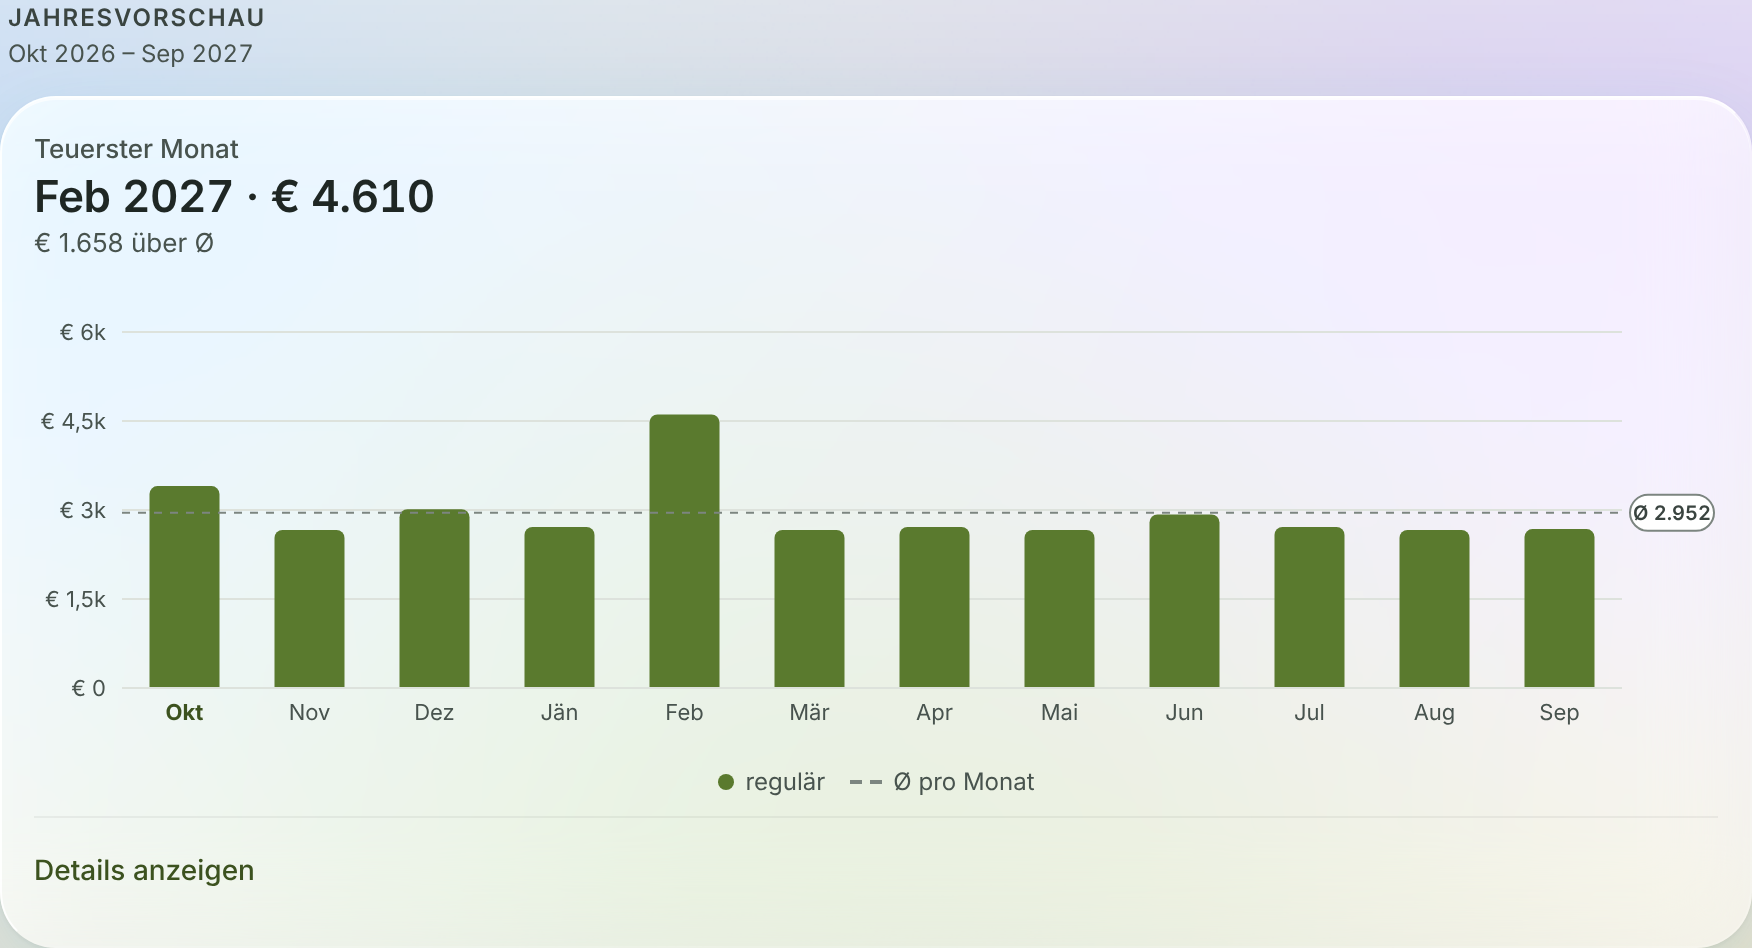 JAHRESVORSCHAU
Okt 2026 – Sep 2027
Teuerster Monat
Feb 2027 · € 4.610
€ 1.658 über Ø
€ 6k
€ 4,5k
€ 3k
Ø 2.952
€ 1,5k
€ 0
Okt Nov Dez Jän Feb Mär Apr Mai Jun Jul Aug Sep
regulär Ø pro Monat
Details anzeigen